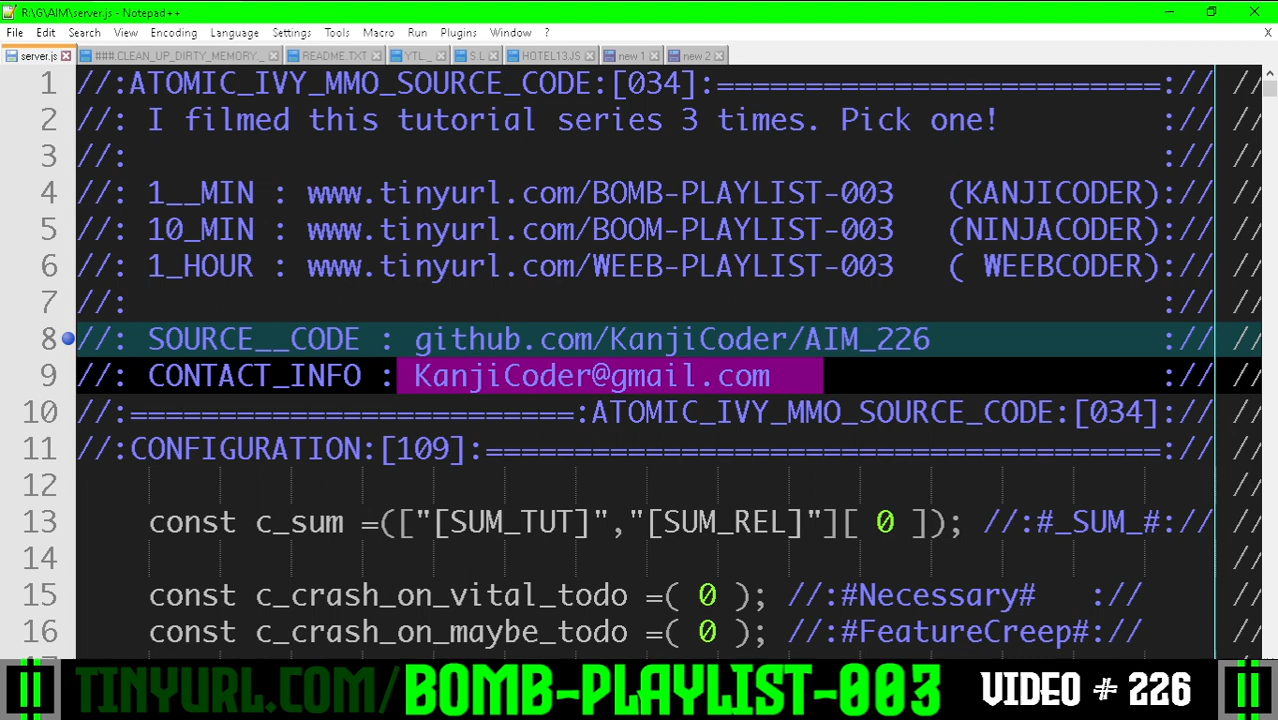 R:\G\AIM\server.js - Notepad++
File Edit Search View Encoding Language Settings Tools Macro Run Plugins Window ? X
server.js ###.CLEAN_UP_DIRTY_MEMORY_ README.TXT YTL_ S.L HOTEL13.JS new 1 new 2
1 //:ATOMIC_IVY_MMO_SOURCE_CODE:[034]:=========================:// //
2 //: I filmed this tutorial series 3 times. Pick one! :// //
3 //: :// //
4 //: 1__MIN : www.tinyurl.com/BOMB-PLAYLIST-003 (KANJICODER):// //
5 //: 10_MIN : www.tinyurl.com/BOOM-PLAYLIST-003 (NINJACODER):// //
6 //: 1_HOUR : www.tinyurl.com/WEEB-PLAYLIST-003 ( WEEBCODER):// //
7 //: :// //
8 //: SOURCE__CODE : github.com/KanjiCoder/AIM_226 :// //
9 //: CONTACT_INFO : KanjiCoder@gmail.com :// //
10 //:=========================:ATOMIC_IVY_MMO_SOURCE_CODE:[034]:// //
11 //:CONFIGURATION:[109]:======================================:// //
12 //
13 const c_sum =(["[SUM_TUT]","[SUM_REL]"][ 0 ]); //:#_SUM_#:// //
14 //
15 const c_crash_on_vital_todo =( 0 ); //:#Necessary# :// //
16 const c_crash_on_maybe_todo =( 0 ); //:#FeatureCreep#:// //
TINYURL.COM/BOMB-PLAYLIST-003 VIDEO # 226